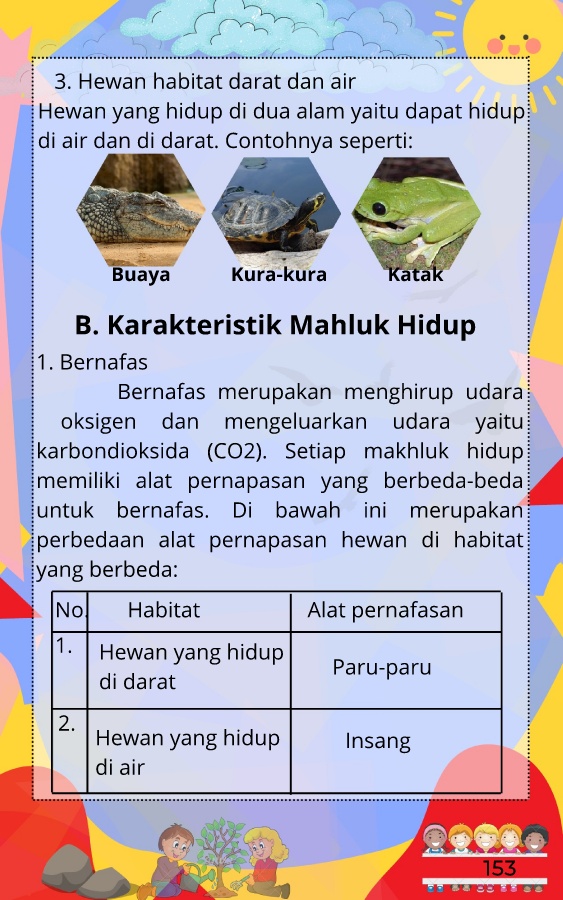 3. Hewan habitat darat dan air
Hewan yang hidup di dua alam yaitu dapat hidup
di air dan di darat. Contohnya seperti:
Buaya Kura-kura Katak
B. Karakteristik Mahluk Hidup
1. Bernafas
Bernafas merupakan menghirup udara
oksigen dan mengeluarkan udara yaitu
karbondioksida (CO2). Setiap makhluk hidup
memiliki alat pernapasan yang berbeda-beda
untuk bernafas. Di bawah ini merupakan
perbedaan alat pernapasan hewan di habitat
yang berbeda:
No. Habitat Alat pernafasan
1. Hewan yang hidup
di darat
Paru-paru
2. Hewan yang hidup
di air
Insang
153